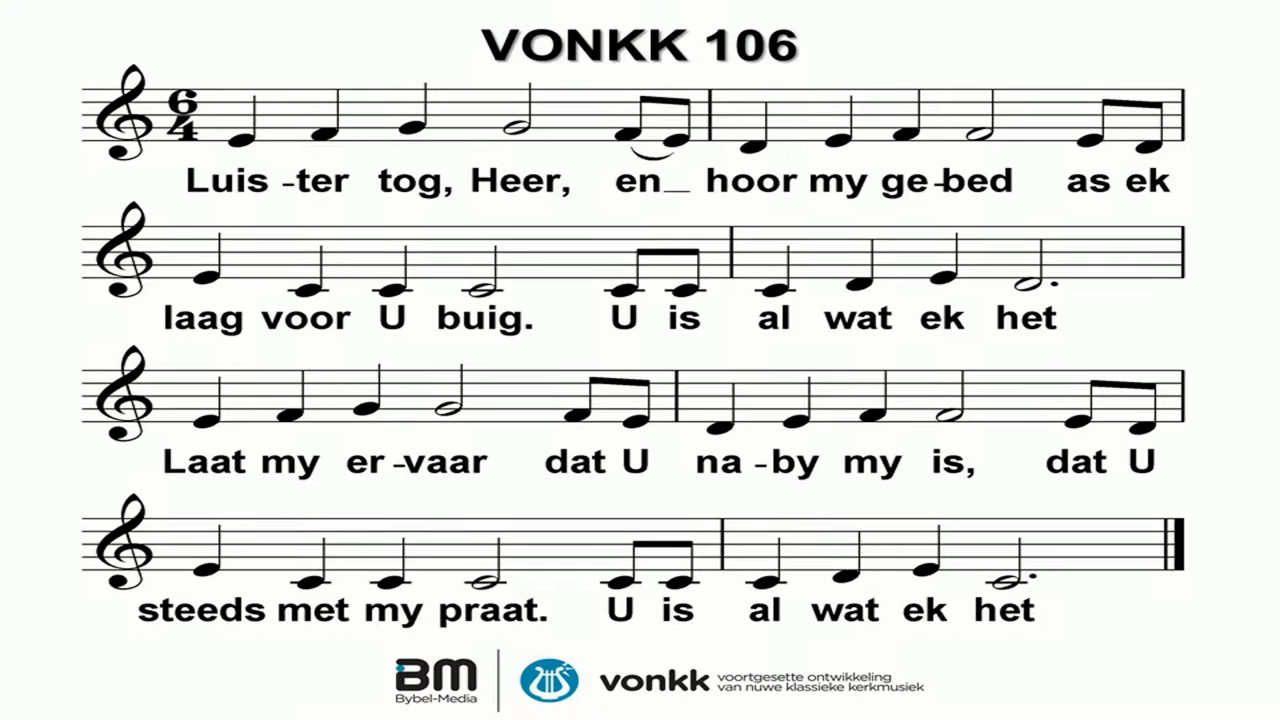 VONKK 106
6
4
Luis - ter tog, Heer, en_ hoor my ge - bed as ek
laag voor U buig. U is al wat ek het
Laat my er - vaar dat U na - by my is, dat U
steeds met my praat. U is al wat ek het
BM
Bybel-Media
vonkk
voortgesette ontwikkeling
van nuwe klassieke kerkmusiek